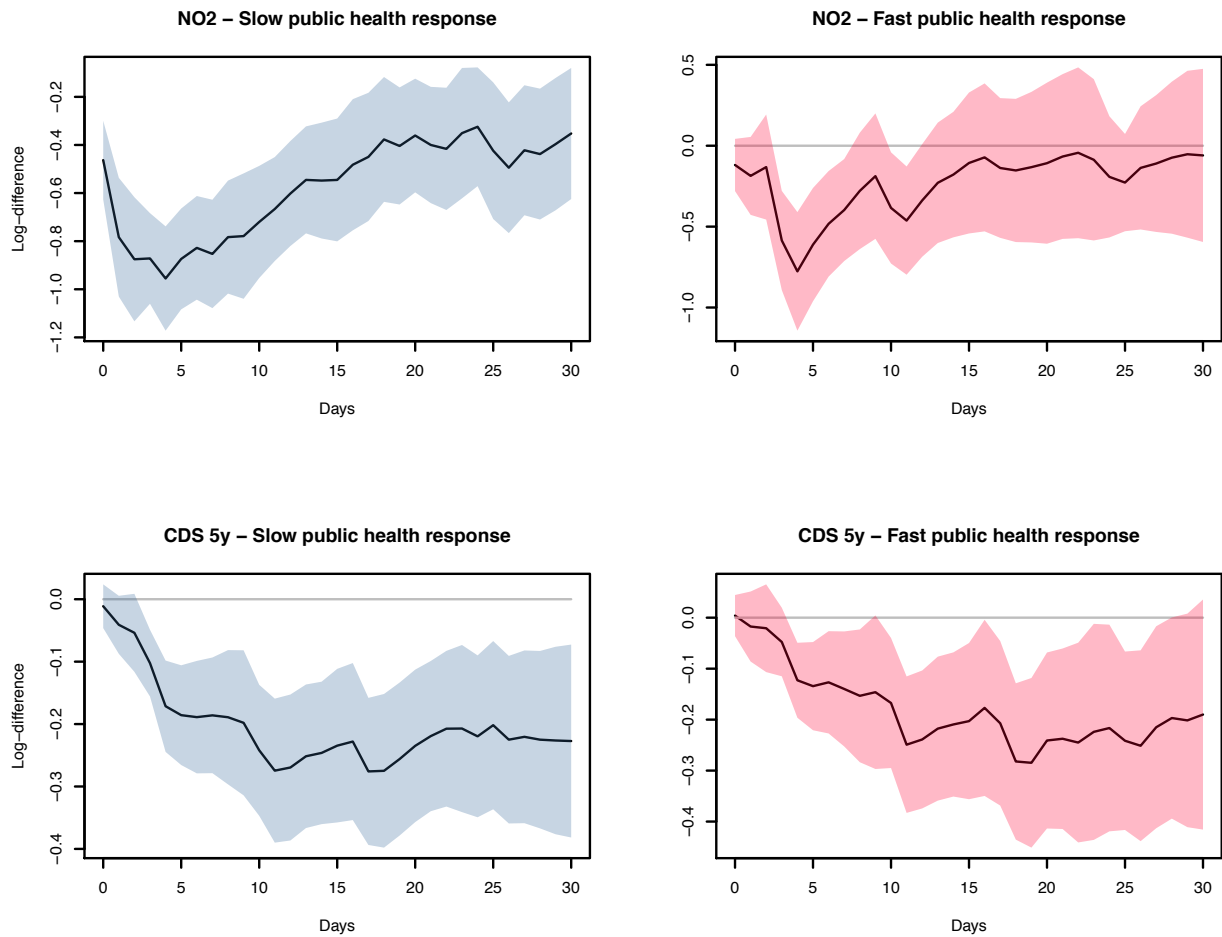 NO2 – Slow public health response
Log–difference
−0.2
−0.4
−0.6
−0.8
−1.0
−1.2
0 5 10 15 20 25 30
Days
NO2 – Fast public health response
0.5
0.0
−0.5
−1.0
0 5 10 15 20 25 30
Days
CDS 5y – Slow public health response
Log–difference
0.0
−0.1
−0.2
−0.3
−0.4
0 5 10 15 20 25 30
Days
CDS 5y – Fast public health response
0.0
−0.1
−0.2
−0.3
−0.4
0 5 10 15 20 25 30
Days